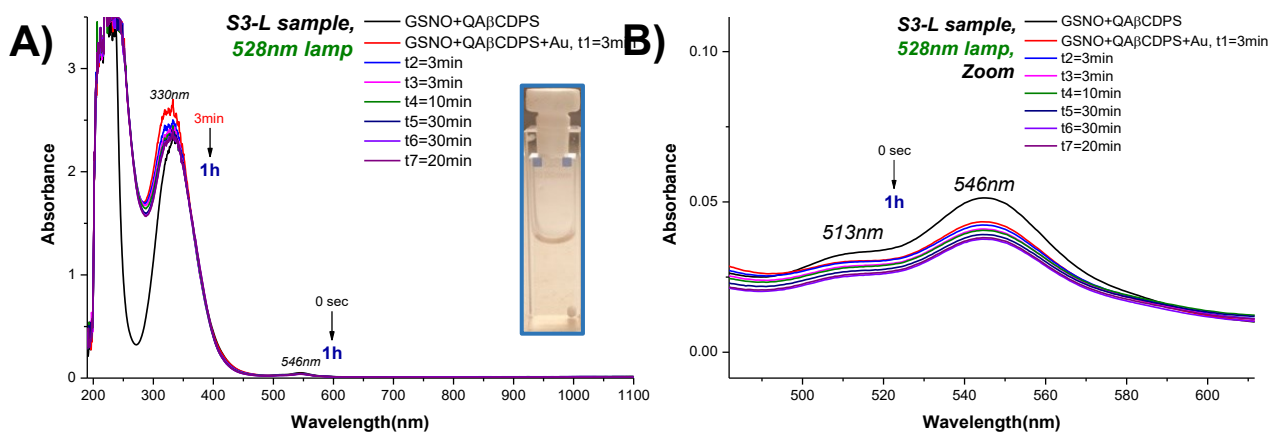 A)
S3-L sample,
528nm lamp
GSNO+QAβCDPS
GSNO+QAβCDPS+Au, t1=3min
t2=3min
t3=3min
t4=10min
t5=30min
t6=30min
t7=20min
330nm
3min
1h
0 sec
1h
546nm
Absorbance
0
1
2
3
200 300 400 500 600 700 800 900 1000 1100
Wavelength(nm)
B)
S3-L sample,
528nm lamp,
Zoom
GSNO+QAβCDPS
GSNO+QAβCDPS+Au, t1=3min
t2=3min
t3=3min
t4=10min
t5=30min
t6=30min
t7=20min
0 sec
1h
513nm
546nm
Absorbance
0.10
0.05
0.00
500 520 540 560 580 600
Wavelength(nm)